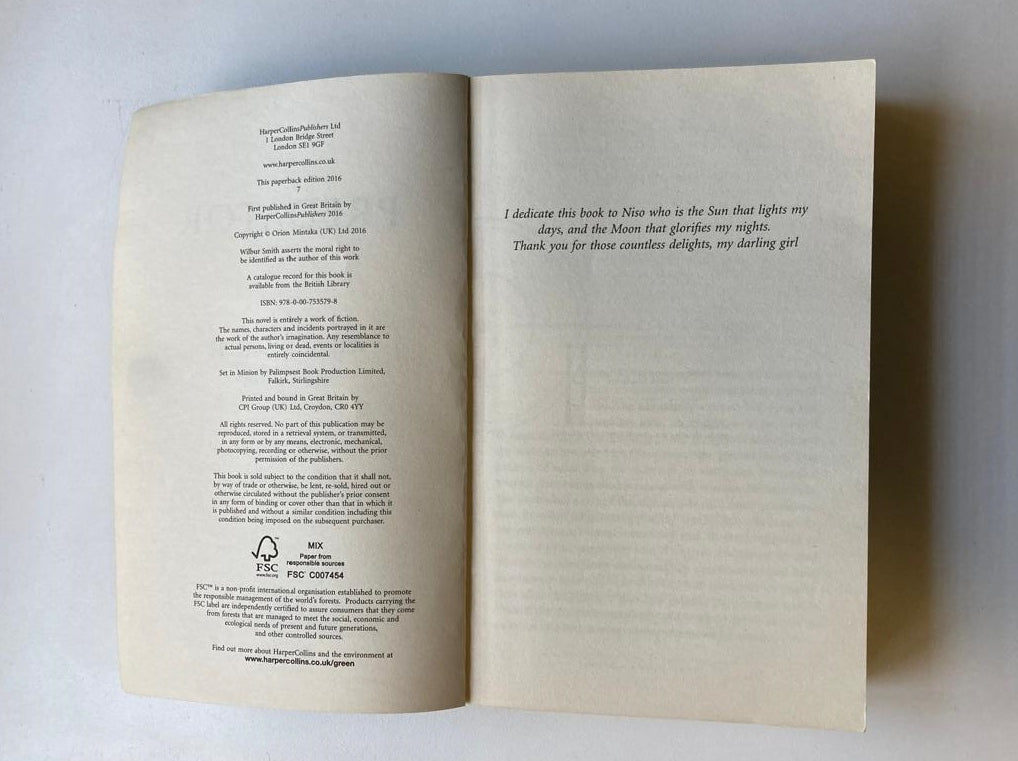 HarperCollinsPublishers Ltd
1 London Bridge Street
London SE1 9GF
www.harpercollins.co.uk
This paperback edition 2016
7
First published in Great Britain by
HarperCollinsPublishers 2016
Copyright © Orion Mintaka (UK) Ltd 2016
Wilbur Smith asserts the moral right to
be identified as the author of this work
A catalogue record for this book is
available from the British Library
ISBN: 978-0-00-753579-8
This novel is entirely a work of fiction.
The names, characters and incidents portrayed in it are
the work of the author's imagination. Any resemblance to
actual persons, living or dead, events or localities is
entirely coincidental.
Set in Minion by Palimpsest Book Production Limited,
Falkirk, Stirlingshire
Printed and bound in Great Britain by
CPI Group (UK) Ltd, Croydon, CR0 4YY
All rights reserved. No part of this publication may be
reproduced, stored in a retrieval system, or transmitted,
in any form or by any means, electronic, mechanical,
photocopying, recording or otherwise, without the prior
permission of the publishers.
This book is sold subject to the condition that it shall not,
by way of trade or otherwise, be lent, re-sold, hired out or
otherwise circulated without the publisher's prior consent
in any form of binding or cover other than that in which it
is published and without a similar condition including this
condition being imposed on the subsequent purchaser.
FSC
www.fsc.org
MIX
Paper from
responsible sources
FSC® C007454
FSC™ is a non-profit international organisation established to promote
the responsible management of the world's forests. Products carrying the
FSC label are independently certified to assure consumers that they come
from forests that are managed to meet the social, economic and
ecological needs of present and future generations,
and other controlled sources.
Find out more about HarperCollins and the environment at
www.harpercollins.co.uk/green
I dedicate this book to Niso who is the Sun that lights my
days, and the Moon that glorifies my nights.
Thank you for those countless delights, my darling girl